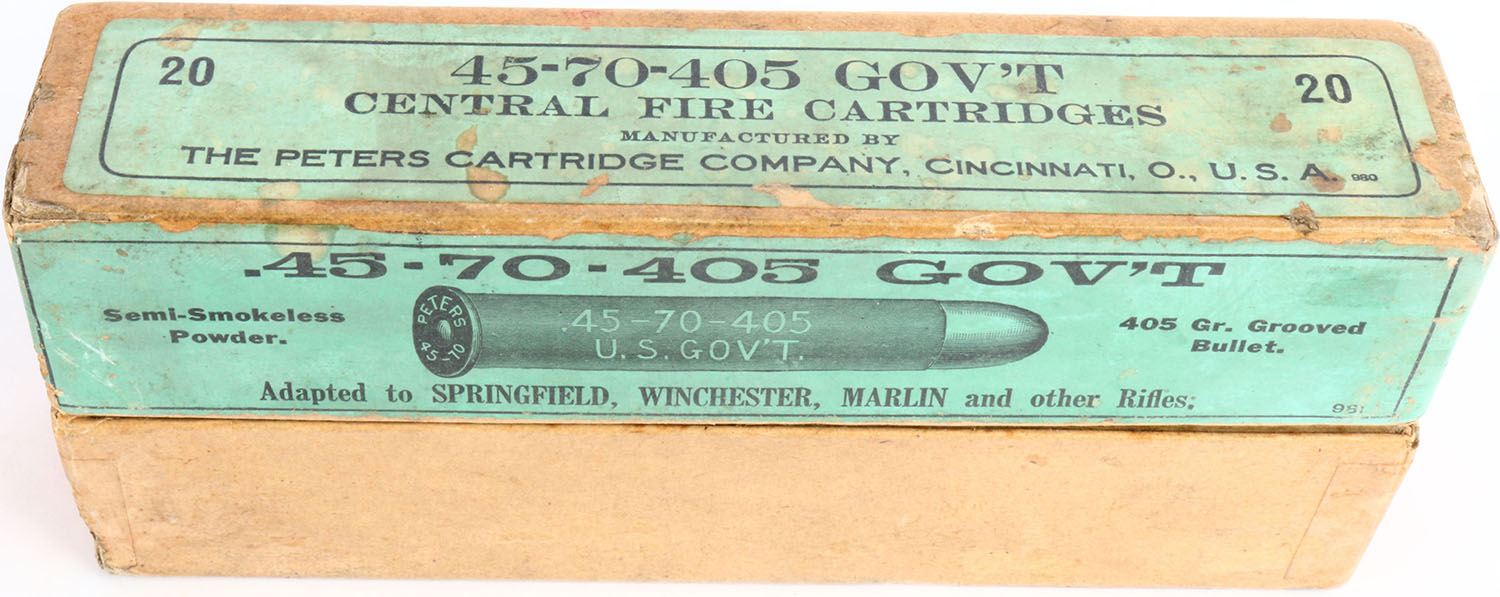 20 45-70-405 GOV'T 20
CENTRAL FIRE CARTRIDGES
MANUFACTURED BY
THE PETERS CARTRIDGE COMPANY, CINCINNATI, O., U. S. A. 980
.45-70-405 GOV'T
Semi-Smokeless
Powder.
PETERS
45-70
.45-70-405
U.S. GOV'T.
405 Gr. Grooved
Bullet.
Adapted to SPRINGFIELD, WINCHESTER, MARLIN and other Rifles.
981